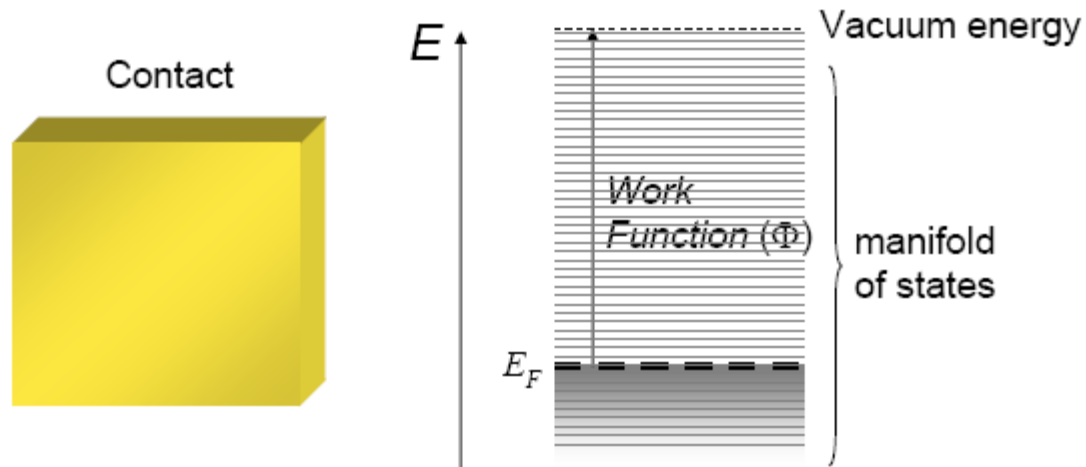 Contact
E
Vacuum energy
Work
Function (Φ)
manifold
of states
E_F